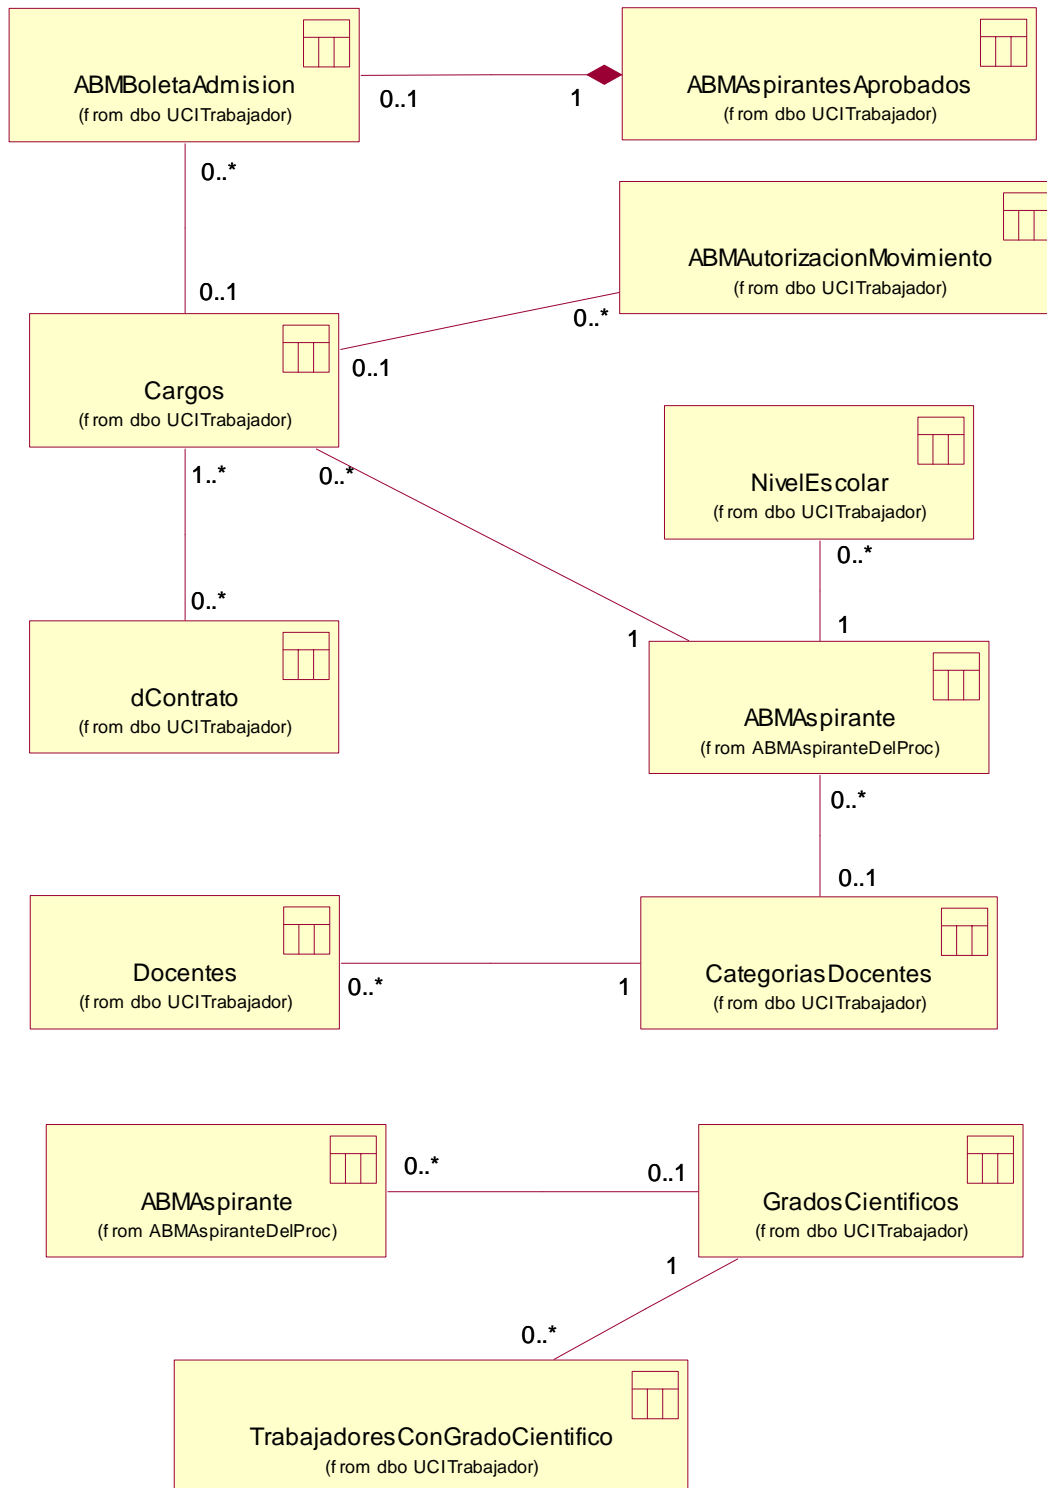 ABMBoletaAdmision
(from dbo UCITrabajador)
ABMAspirantesAprobados
(from dbo UCITrabajador)
0..1
1
0..*
ABMAutorizacionMovimiento
(from dbo UCITrabajador)
0..1
0..*
0..1
Cargos
(from dbo UCITrabajador)
1..*
0..*
NivelEscolar
(from dbo UCITrabajador)
0..*
0..*
1
1
dContrato
(from dbo UCITrabajador)
ABMAspirante
(from ABMAspiranteDelProc)
0..*
0..1
Docentes
(from dbo UCITrabajador)
0..*
1
CategoriasDocentes
(from dbo UCITrabajador)
ABMAspirante
(from ABMAspiranteDelProc)
0..*
0..1
GradosCientificos
(from dbo UCITrabajador)
1
0..*
TrabajadoresConGradoCientifico
(from dbo UCITrabajador)